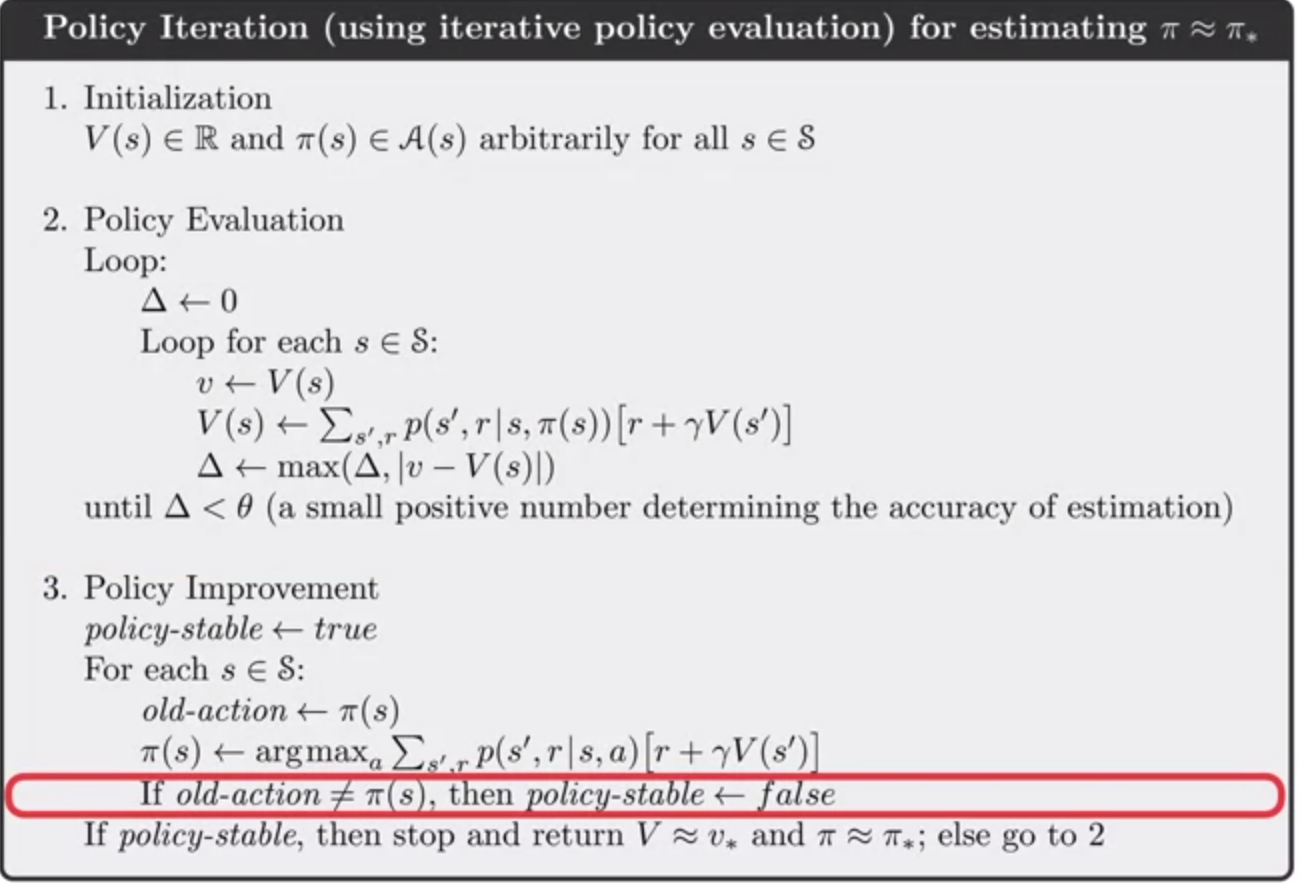 Policy Iteration (using iterative policy evaluation) for estimating π ≈ π∗
1. Initialization
V(s) ∈ ℝ and π(s) ∈ 𝒜(s) arbitrarily for all s ∈ 𝒮
2. Policy Evaluation
Loop:
Δ ← 0
Loop for each s ∈ 𝒮:
v ← V(s)
V(s) ← ∑_{s′,r} p(s′, r | s, π(s)) [r + γV(s′)]
Δ ← max(Δ, |v − V(s)|)
until Δ < θ (a small positive number determining the accuracy of estimation)
3. Policy Improvement
policy-stable ← true
For each s ∈ 𝒮:
old-action ← π(s)
π(s) ← argmax_a ∑_{s′,r} p(s′, r | s, a) [r + γV(s′)]
If old-action ≠ π(s), then policy-stable ← false
If policy-stable, then stop and return V ≈ v∗ and π ≈ π∗; else go to 2